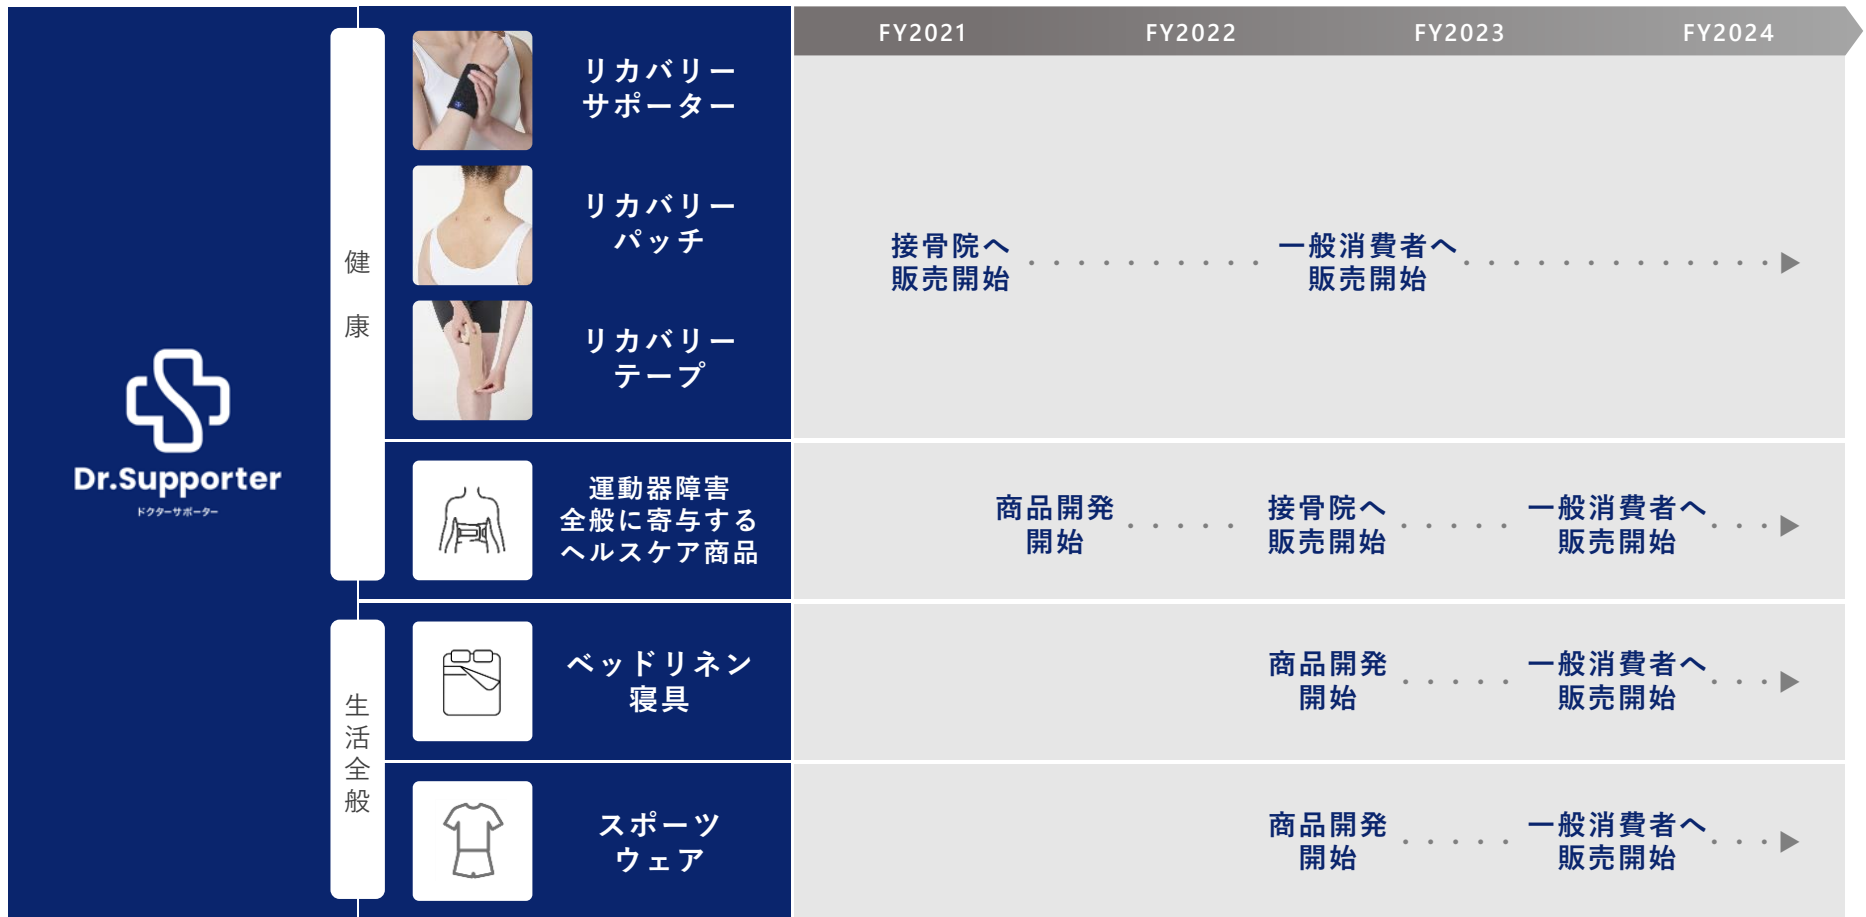 Dr.Supporter
ドクターサポーター
健
康
生
活
全
般
FY2021
FY2022
FY2023
FY2024
リカバリー
サポーター
リカバリー
パッチ
リカバリー
テープ
接骨院へ
販売開始
一般消費者へ
販売開始
運動器障害
全般に寄与する
ヘルスケア商品
商品開発
開始
接骨院へ
販売開始
一般消費者へ
販売開始
ベッドリネン
寝具
商品開発
開始
一般消費者へ
販売開始
スポーツ
ウェア
商品開発
開始
一般消費者へ
販売開始